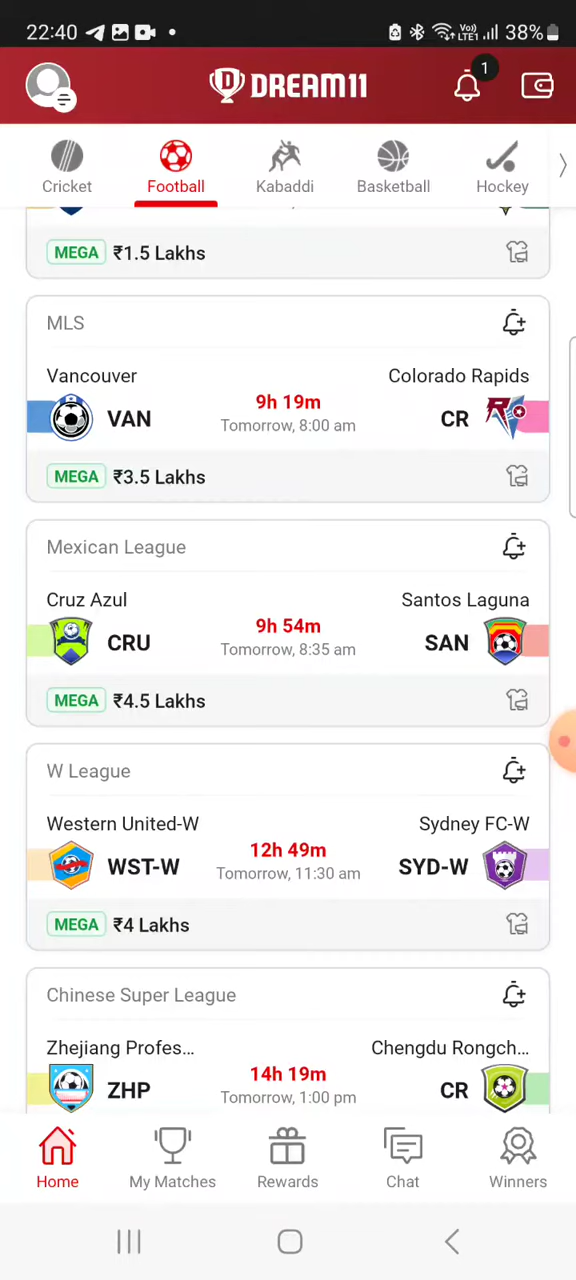 22:40
Vo) LTE1 38%
DREAM11
1
Cricket Football Kabaddi Basketball Hockey
MEGA ₹1.5 Lakhs
MLS
Vancouver Colorado Rapids
9h 19m
VAN CR
Tomorrow, 8:00 am
MEGA ₹3.5 Lakhs
Mexican League
Cruz Azul Santos Laguna
9h 54m
CRU SAN
Tomorrow, 8:35 am
MEGA ₹4.5 Lakhs
W League
Western United-W Sydney FC-W
12h 49m
WST-W SYD-W
Tomorrow, 11:30 am
MEGA ₹4 Lakhs
Chinese Super League
Zhejiang Profes... Chengdu Rongch...
14h 19m
ZHP CR
Tomorrow, 1:00 pm
Home My Matches Rewards Chat Winners